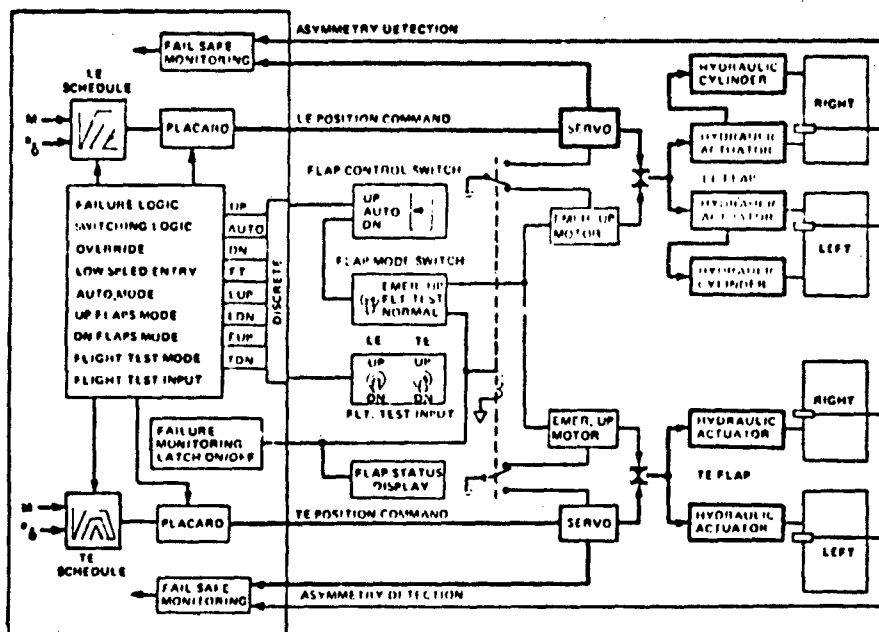 ASYMMETRY DETECTION
FAIL SAFE
MONITORING
LE
SCHEDULE
M
PLACARD
LE POSITION COMMAND
SERVO
HYDRAULIC
CYLINDER
RIGHT
HYDRAULIC
ACTUATOR
LE FLAP
HYDRAULIC
ACTUATOR
LEFT
HYDRAULIC
CYLINDER
FLAP CONTROL SWITCH
UP
AUTO
DN
EMER. UP
MOTOR
FLAP MODE SWITCH
EMER. UP
FLT. TEST
NORMAL
FAILURE LOGIC
SWITCHING LOGIC
OVERRIDE
LOW SPEED ENTRY
AUTO MODE
UP FLAPS MODE
DN FLAPS MODE
FLIGHT TEST MODE
FLIGHT TEST INPUT
UP
AUTO
DN
FT
LUP
LDN
TDN
DISCRETE
LE TE
UP UP
DN DN
FLT. TEST INPUT
FAILURE
MONITORING
LATCH ON/OFF
FLAP STATUS
DISPLAY
EMER. UP
MOTOR
HYDRAULIC
ACTUATOR
RIGHT
TE FLAP
HYDRAULIC
ACTUATOR
LEFT
M
PLACARD
TE POSITION COMMAND
SERVO
TE
SCHEDULE
FAIL SAFE
MONITORING
ASYMMETRY DETECTION